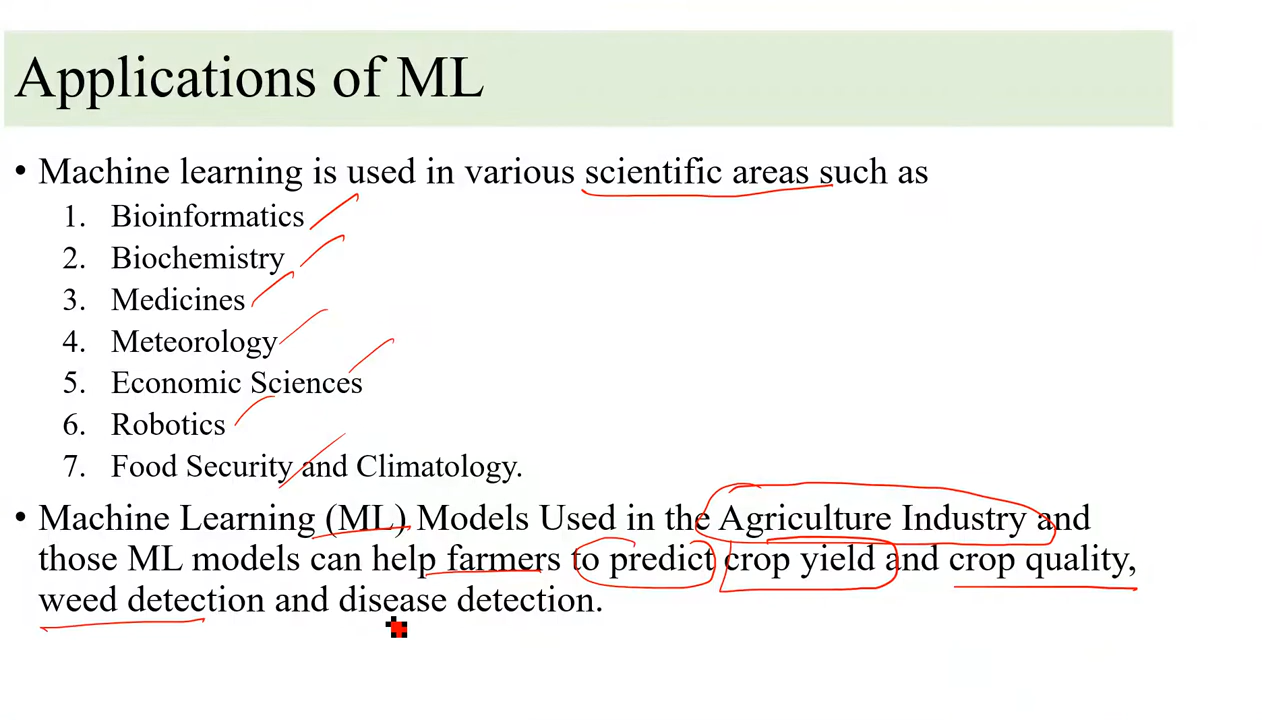 Applications of ML
• Machine learning is used in various scientific areas such as
1. Bioinformatics
2. Biochemistry
3. Medicines
4. Meteorology
5. Economic Sciences
6. Robotics
7. Food Security and Climatology.
• Machine Learning (ML) Models Used in the Agriculture Industry and
those ML models can help farmers to predict crop yield and crop quality,
weed detection and disease detection.